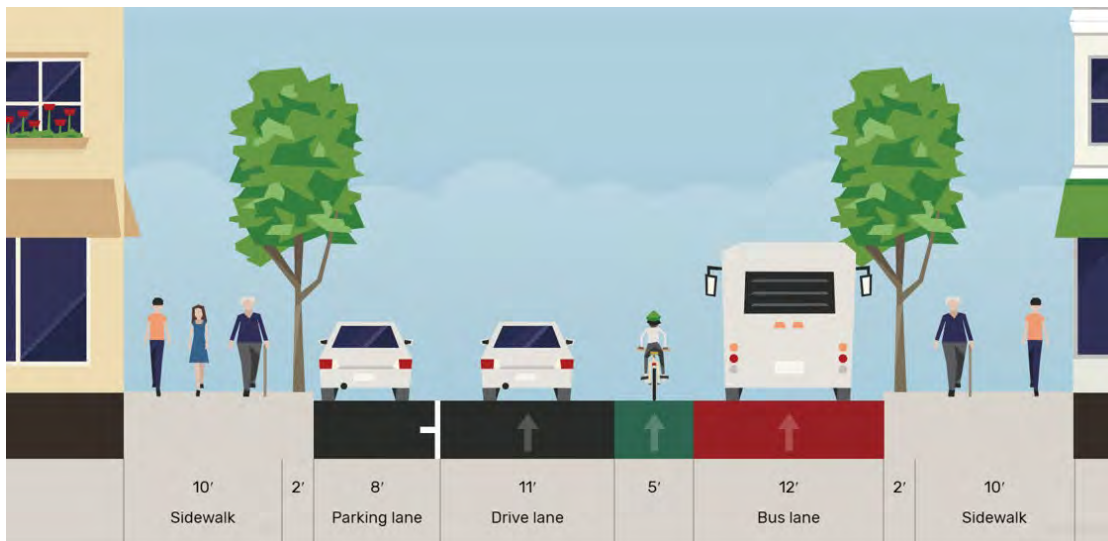 10′ 2′ 8′ 11′ 5′ 12′ 2′ 10′
Sidewalk Parking lane Drive lane Bus lane Sidewalk